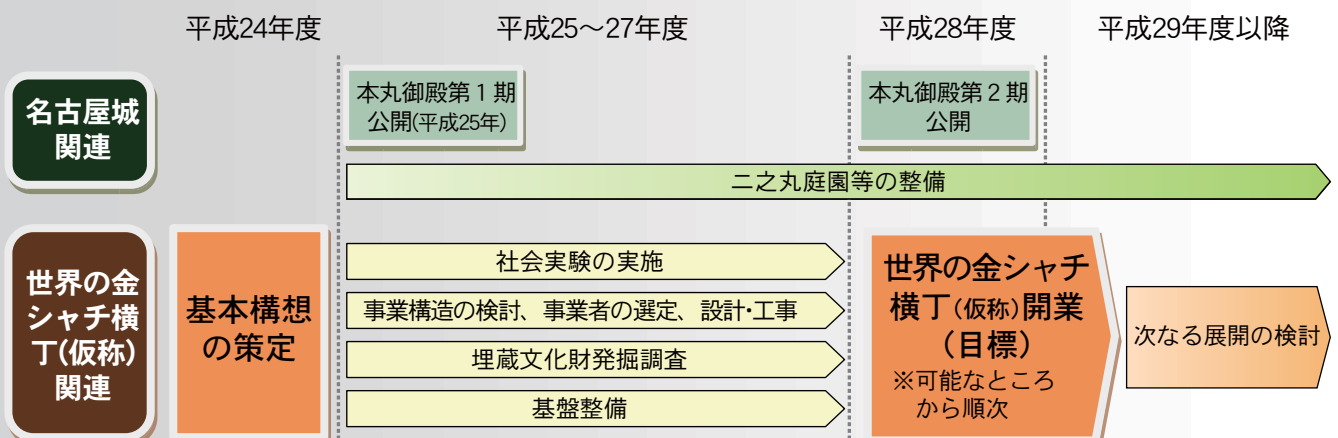 平成24年度
平成25～27年度
平成28年度
平成29年度以降
名古屋城
関連
本丸御殿第1期
公開(平成25年)
本丸御殿第2期
公開
二之丸庭園等の整備
世界の金
シャチ横
丁(仮称)
関連
基本構想
の策定
社会実験の実施
事業構造の検討、事業者の選定、設計・工事
埋蔵文化財発掘調査
基盤整備
世界の金シャチ
横丁(仮称)開業
(目標)
※可能なところ
から順次
次なる展開の検討